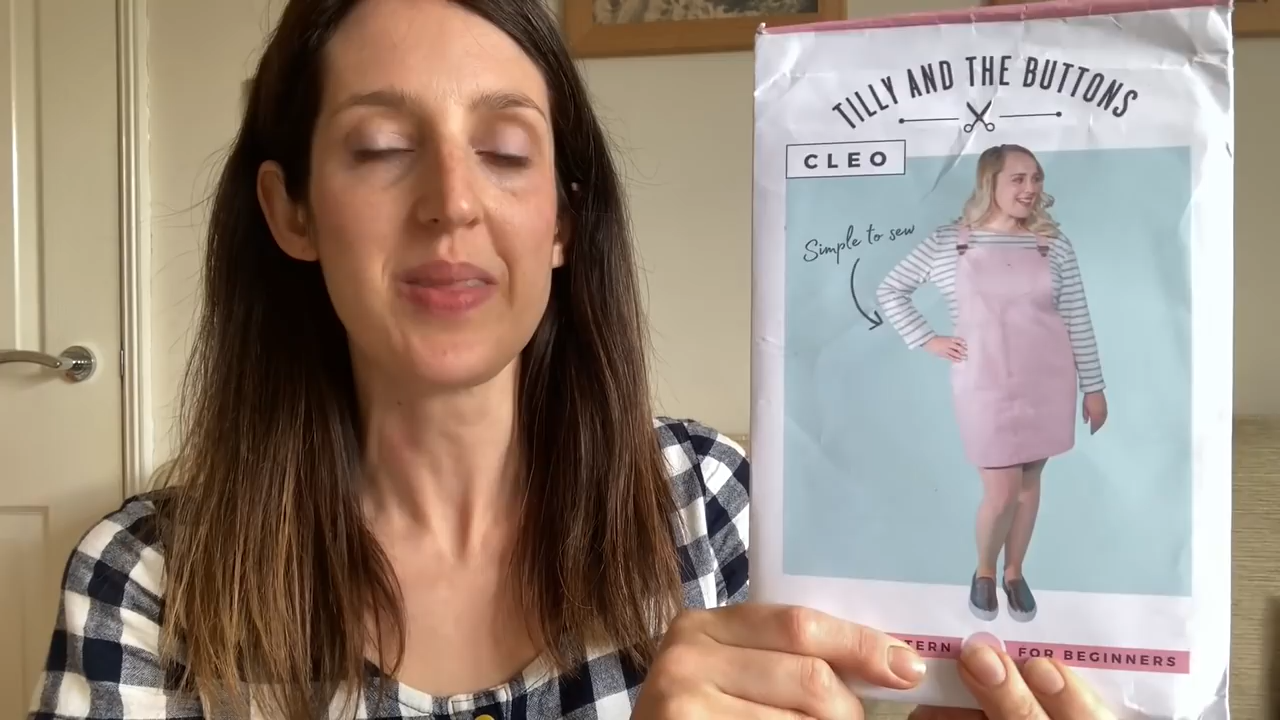 TILLY AND THE BUTTONS
CLEO
Simple to sew
FOR BEGINNERS